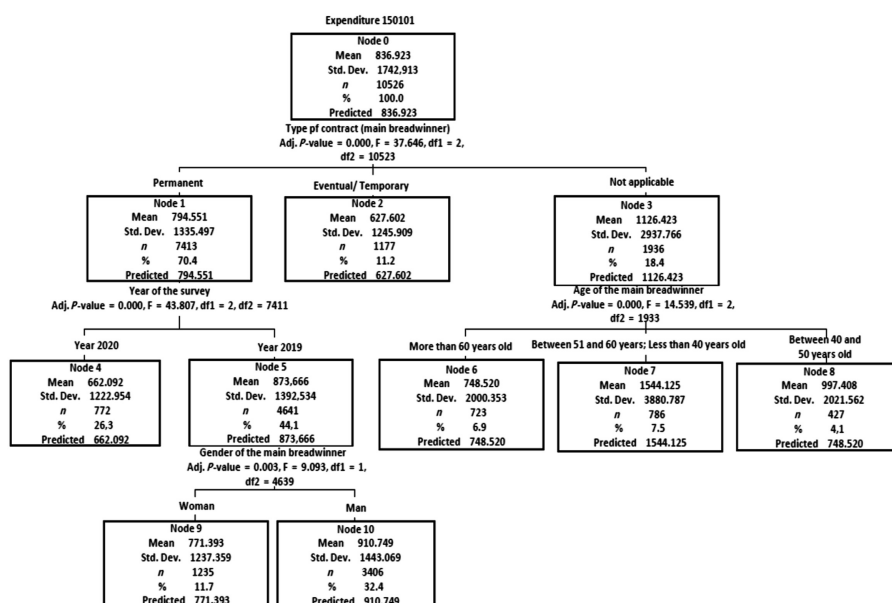 Expenditure 150101
Node 0
Mean 836.923
Std. Dev. 1742,913
n 10526
% 100.0
Predicted 836.923
Type pf contract (main breadwinner)
Adj. P-value = 0.000, F = 37.646, df1 = 2,
df2 = 10523
Permanent
Node 1
Mean 794.551
Std. Dev. 1335.497
n 7413
% 70.4
Predicted 794.551
Year of the survey
Adj. P-value = 0.000, F = 43.807, df1 = 2, df2 = 7411
Eventual/ Temporary
Node 2
Mean 627.602
Std. Dev. 1245.909
n 1177
% 11.2
Predicted 627.602
Not applicable
Node 3
Mean 1126.423
Std. Dev. 2937.766
n 1936
% 18.4
Predicted 1126.423
Age of the main breadwinner
Adj. P-value = 0.000, F = 14.539, df1 = 2,
df2 = 1933
Year 2020
Node 4
Mean 662.092
Std. Dev. 1222.954
n 772
% 26,3
Predicted 662.092
Year 2019
Node 5
Mean 873,666
Std. Dev. 1392,534
n 4641
% 44,1
Predicted 873,666
Gender of the main breadwinner
Adj. P-value = 0.003, F = 9.093, df1 = 1,
df2 = 4639
More than 60 years old
Node 6
Mean 748.520
Std. Dev. 2000.353
n 723
% 6.9
Predicted 748.520
Between 51 and 60 years; Less than 40 years old
Node 7
Mean 1544.125
Std. Dev. 3880.787
n 786
% 7.5
Predicted 1544.125
Between 40 and
50 years old
Node 8
Mean 997.408
Std. Dev. 2021.562
n 427
% 4,1
Predicted 748.520
Woman
Node 9
Mean 771.393
Std. Dev. 1237.359
n 1235
% 11.7
Predicted 771.393
Man
Node 10
Mean 910.749
Std. Dev. 1443.069
n 3406
% 32.4
Predicted 910.749